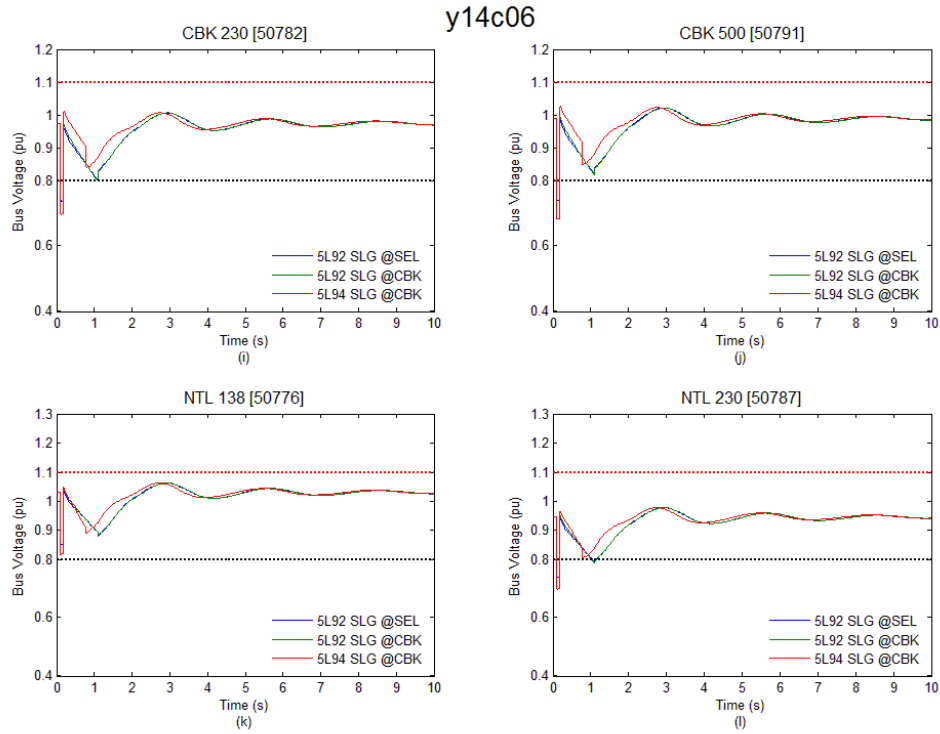 y14c06
CBK 230 [50782]
1.2
1.1
1
0.9
0.8
0.6
0.4
Bus Voltage (pu)
5L92 SLG @SEL
5L92 SLG @CBK
5L94 SLG @CBK
0 1 2 3 4 5 6 7 8 9 10
Time (s)
(i)
CBK 500 [50791]
1.2
1.1
1
0.9
0.8
0.6
0.4
Bus Voltage (pu)
5L92 SLG @SEL
5L92 SLG @CBK
5L94 SLG @CBK
0 1 2 3 4 5 6 7 8 9 10
Time (s)
(j)
NTL 138 [50776]
1.3
1.2
1.1
1
0.9
0.8
0.6
0.4
Bus Voltage (pu)
5L92 SLG @SEL
5L92 SLG @CBK
5L94 SLG @CBK
0 1 2 3 4 5 6 7 8 9 10
Time (s)
(k)
NTL 230 [50787]
1.3
1.2
1.1
1
0.9
0.8
0.6
0.4
Bus Voltage (pu)
5L92 SLG @SEL
5L92 SLG @CBK
5L94 SLG @CBK
0 1 2 3 4 5 6 7 8 9 10
Time (s)
(l)